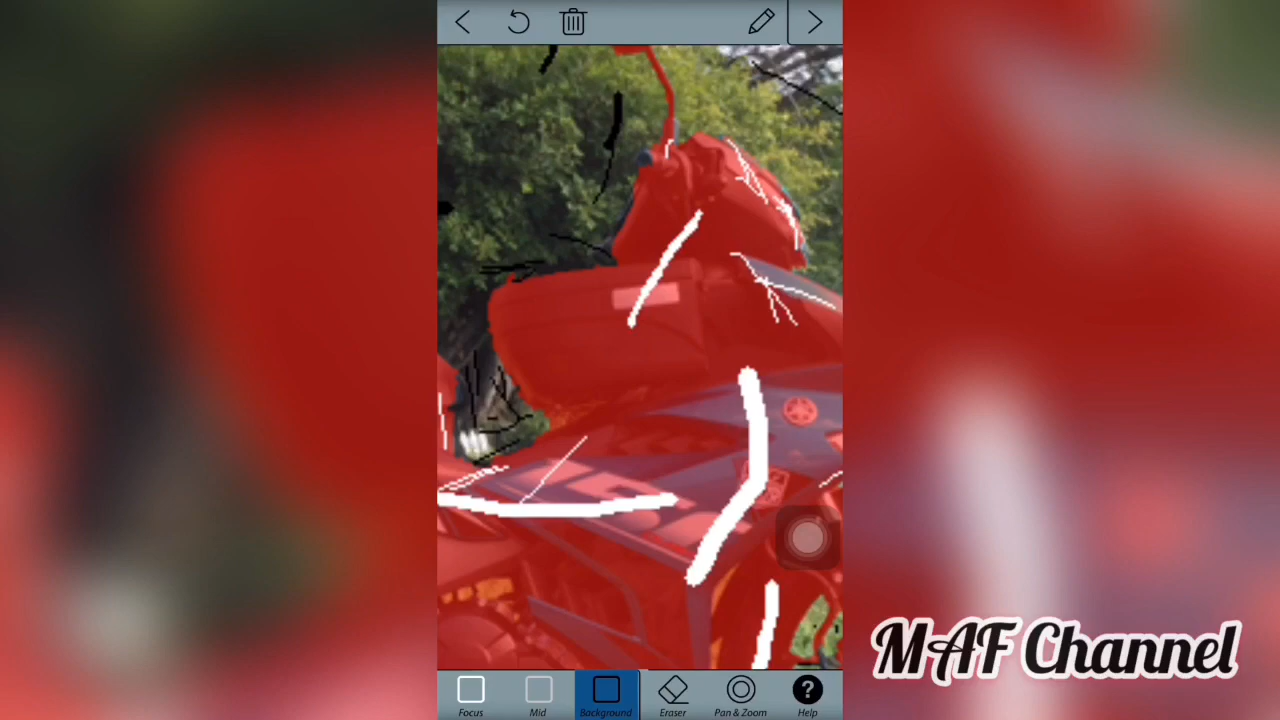 Focus
Mid
Background
Eraser
Pan & Zoom
?
Help
MAF Channel